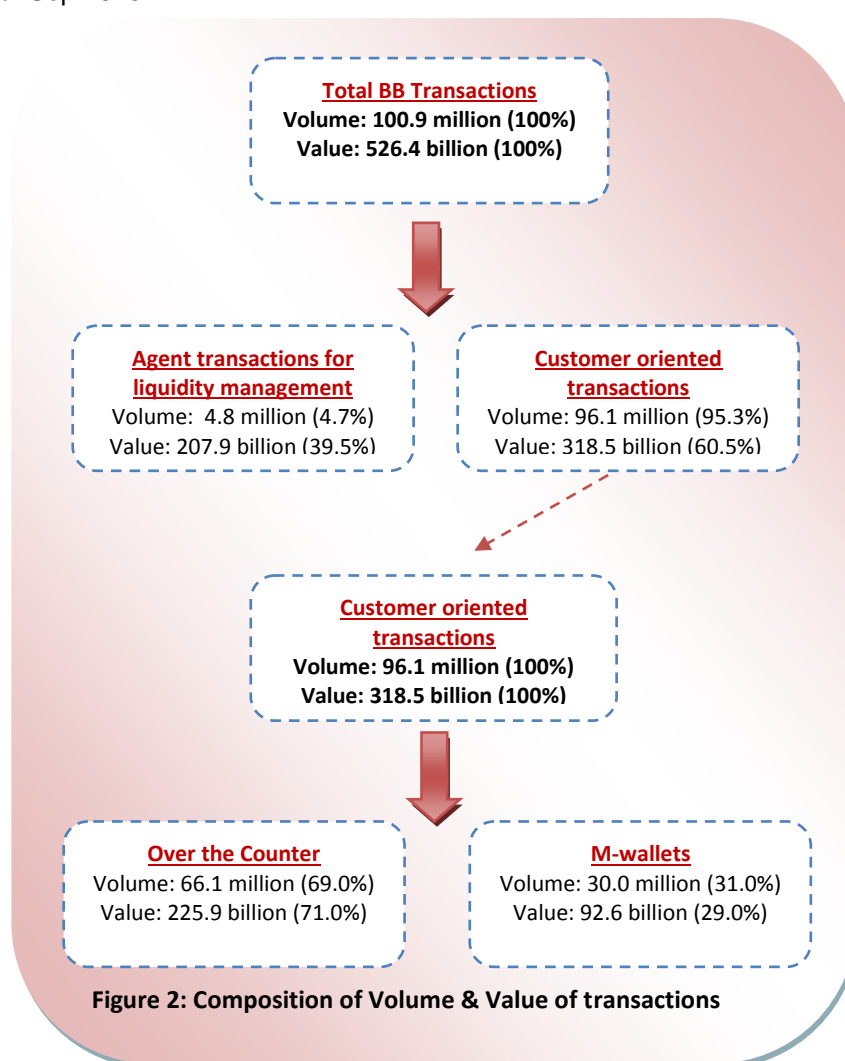 Total BB Transactions
Volume: 100.9 million (100%)
Value: 526.4 billion (100%)
Agent transactions for
liquidity management
Volume: 4.8 million (4.7%)
Value: 207.9 billion (39.5%)
Customer oriented
transactions
Volume: 96.1 million (95.3%)
Value: 318.5 billion (60.5%)
Customer oriented
transactions
Volume: 96.1 million (100%)
Value: 318.5 billion (100%)
Over the Counter
Volume: 66.1 million (69.0%)
Value: 225.9 billion (71.0%)
M-wallets
Volume: 30.0 million (31.0%)
Value: 92.6 billion (29.0%)
Figure 2: Composition of Volume & Value of transactions